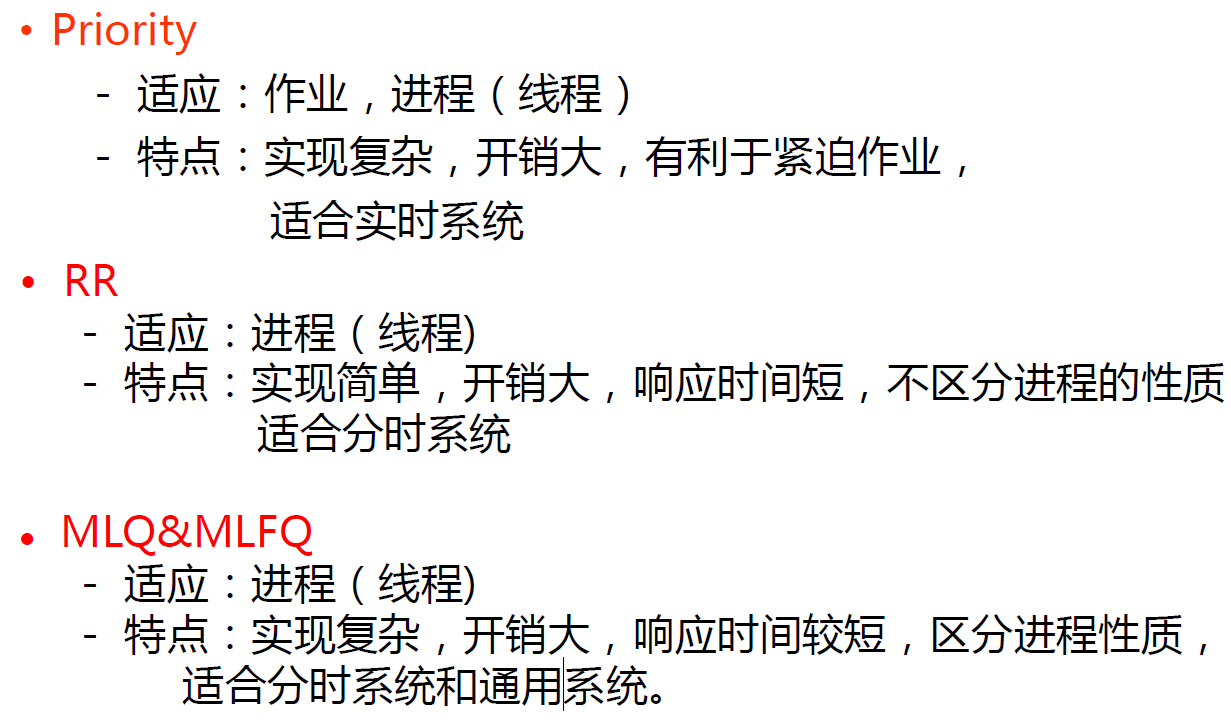 • Priority
- 适应：作业，进程（线程）
- 特点：实现复杂，开销大，有利于紧迫作业，
适合实时系统
• RR
- 适应：进程（线程)
- 特点：实现简单，开销大，响应时间短，不区分进程的性质
适合分时系统
• MLQ&MLFQ
- 适应：进程（线程)
- 特点：实现复杂，开销大，响应时间较短，区分进程性质，
适合分时系统和通用系统。